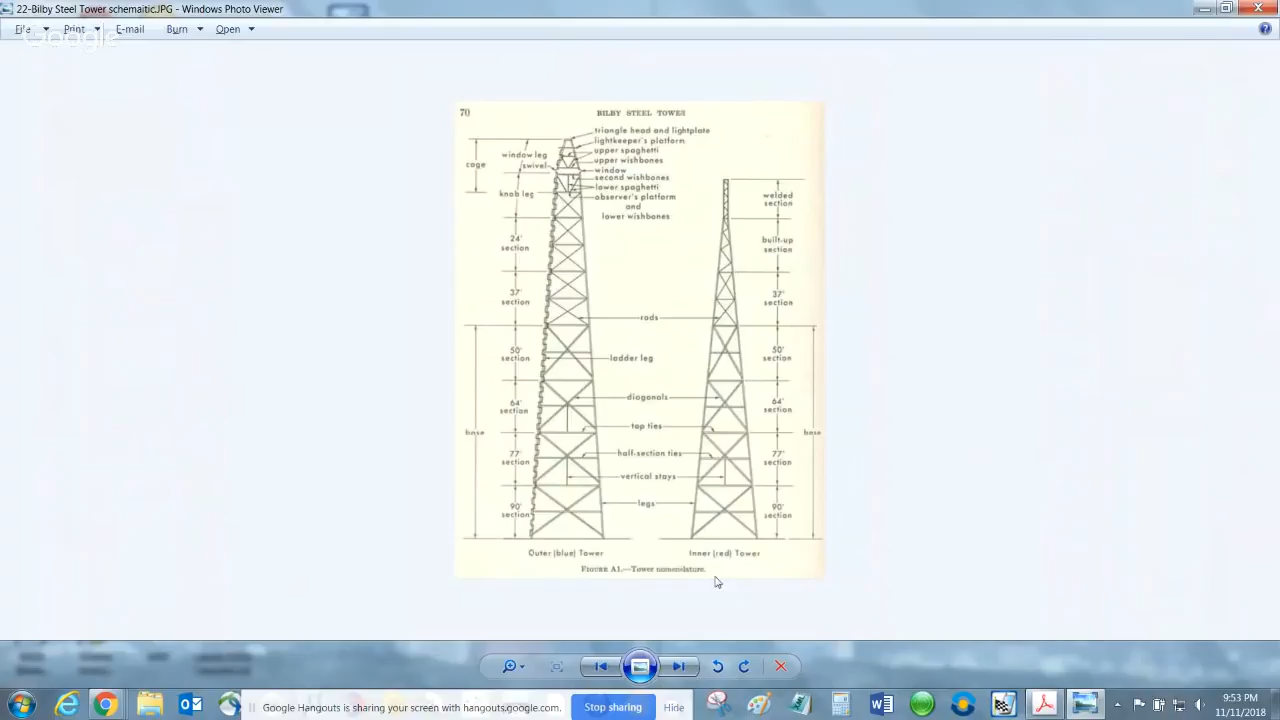 22-Bilby Steel Tower schematic.JPG - Windows Photo Viewer
File Print E-mail Burn Open
Google
70 BILBY STEEL TOWER
triangle head and lightplate
lightkeeper's platform
upper spaghetti
upper wishbones
window
second wishbones
lower spaghetti
observer's platform
and
lower wishbones
cage
window leg
swivel
knob leg
24'
section
37'
section
50'
section
64'
section
77'
section
90'
section
base
rods
ladder leg
diagonals
top ties
half-section ties
vertical stays
legs
welded
section
built-up
section
37'
section
50'
section
64'
section
77'
section
90'
section
base
Outer (blue) Tower
Inner (red) Tower
FIGURE A1.—Tower nomenclature.
Google Hangouts is sharing your screen with hangouts.google.com.
Stop sharing
Hide
9:53 PM
11/11/2018